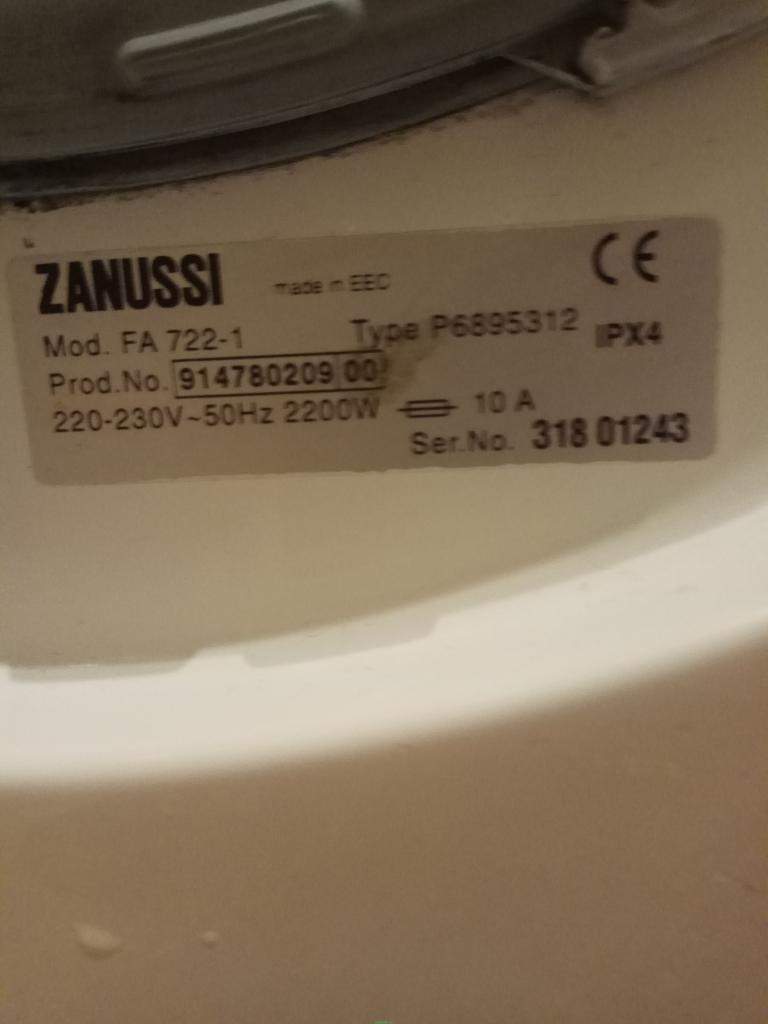 ZANUSSI made in EEC CE
Mod. FA 722-1 Type P6895312 IPX4
Prod.No. 914780209 00
220-230V~50Hz 2200W 10 A
Ser.No. 318 01243